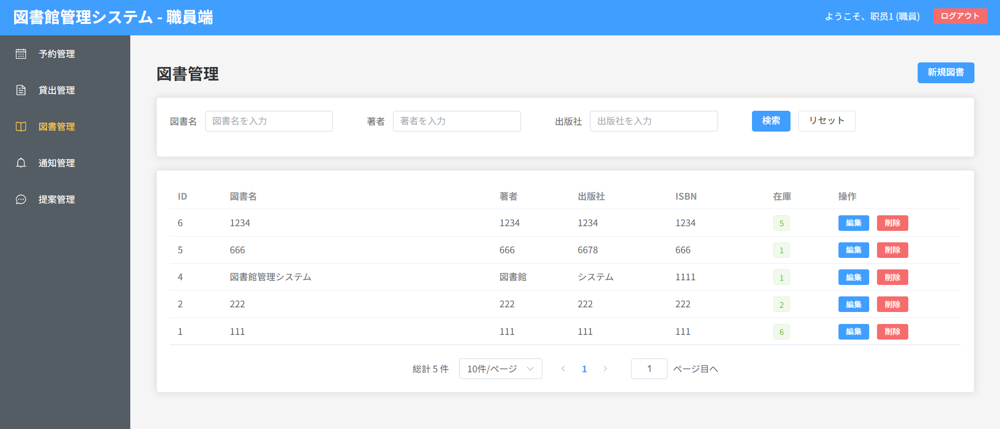 図書館管理システム - 職員端
ようこそ、职员1 (職員) ログアウト
予約管理
貸出管理
図書管理
通知管理
提案管理
図書管理
新規図書
図書名 図書名を入力 著者 著者を入力 出版社 出版社を入力 検索 リセット
ID 図書名 著者 出版社 ISBN 在庫 操作
6 1234 1234 1234 1234 5 編集 削除
5 666 666 6678 666 1 編集 削除
4 図書館管理システム 図書館 システム 1111 1 編集 削除
2 222 222 222 222 2 編集 削除
1 111 111 111 111 6 編集 削除
総計 5 件 10件/ページ 1 1 ページ目へ